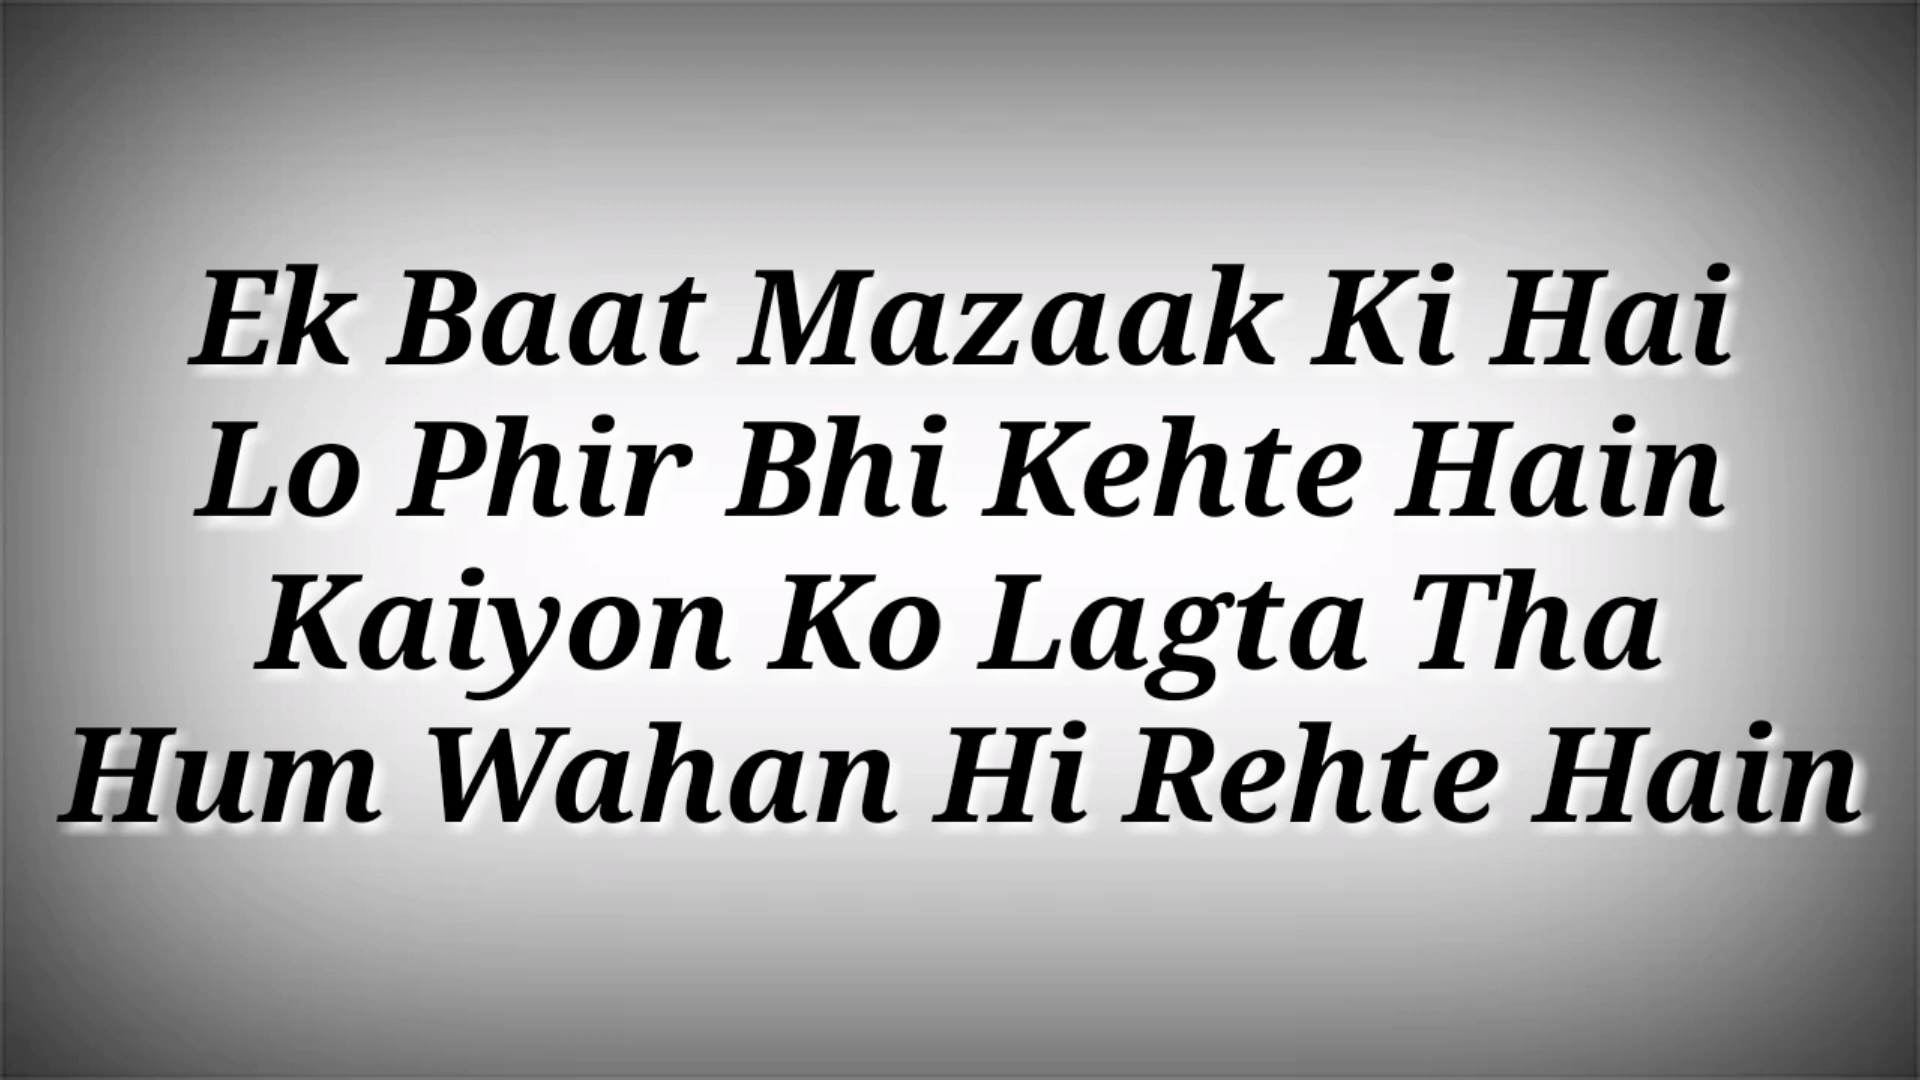 Ek Baat Mazaak Ki Hai
Lo Phir Bhi Kehte Hain
Kaiyon Ko Lagta Tha
Hum Wahan Hi Rehte Hain